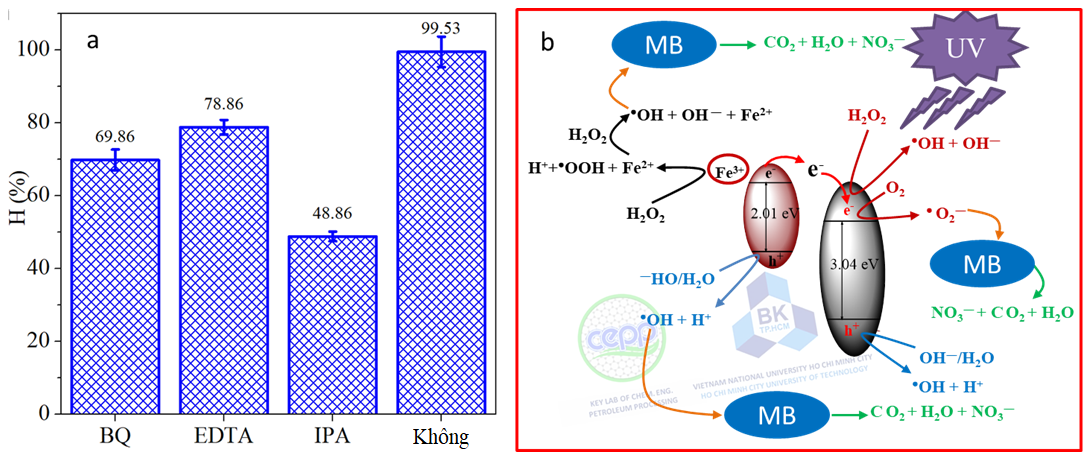 a
H (%)
100
80
60
40
20
0
69.86
78.86
48.86
99.53
BQ
EDTA
IPA
Không
b
MB
CO₂ + H₂O + NO₃—
UV
•OH + OH— + Fe²⁺
H₂O₂
H₂O₂
•OH + OH—
H⁺+•OOH + Fe²⁺
Fe³⁺
e-
e-
O₂
H₂O₂
2.01 eV
e-
• O₂—
h⁺
3.04 eV
MB
—HO/H₂O
NO₃— + CO₂ + H₂O
•OH + H⁺
h⁺
OH—/H₂O
cepp
BK
TP.HCM
•OH + H⁺
KEY LAB OF CHEM. ENG.
PETROLEUM PROCESSING
VIETNAM NATIONAL UNIVERSITY HO CHI MINH CITY
HO CHI MINH CITY UNIVERSITY OF TECHNOLOGY
MB
CO₂ + H₂O + NO₃—